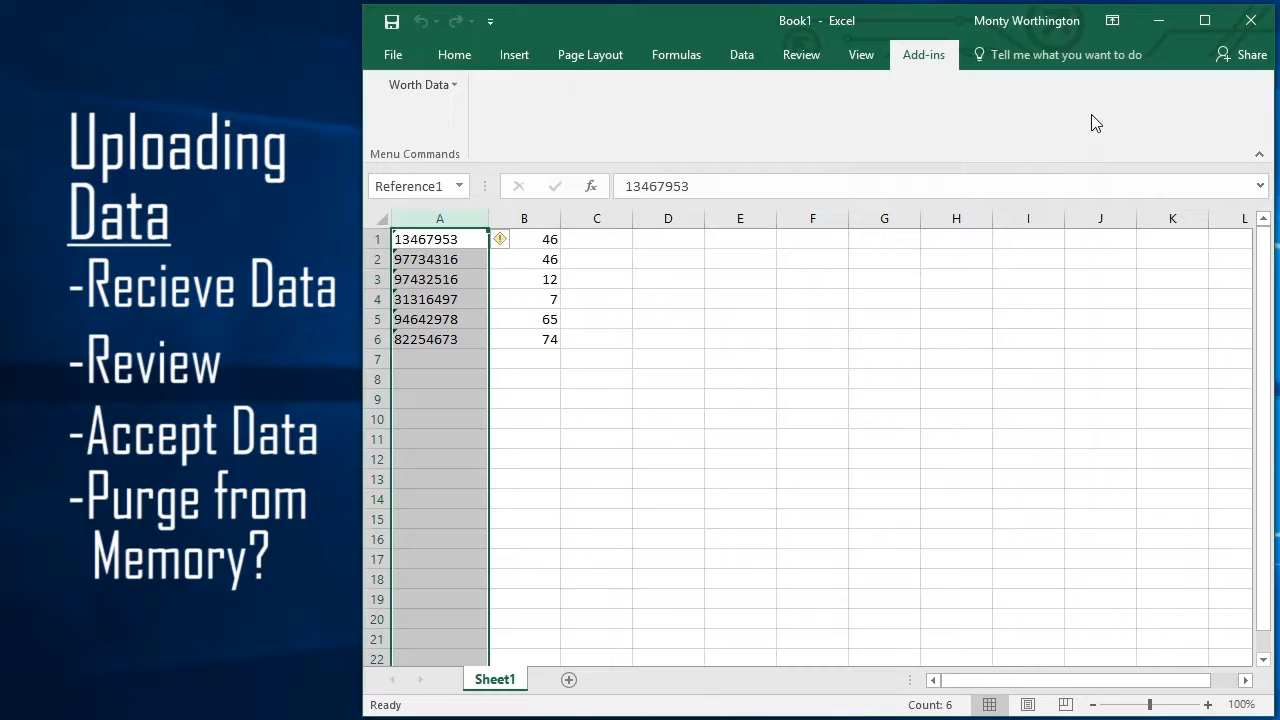 Uploading
Data
-Recieve Data
-Review
-Accept Data
-Purge from
Memory?
Book1 - Excel
Monty Worthington
File Home Insert Page Layout Formulas Data Review View Add-ins Tell me what you want to do Share
Worth Data
Menu Commands
Reference1 fx 13467953
A B C D E F G H I J K L
1 13467953 46
2 97734316 46
3 97432516 12
4 31316497 7
5 94642978 65
6 82254673 74
7
8
9
10
11
12
13
14
15
16
17
18
19
20
21
22
Sheet1
Ready Count: 6 100%